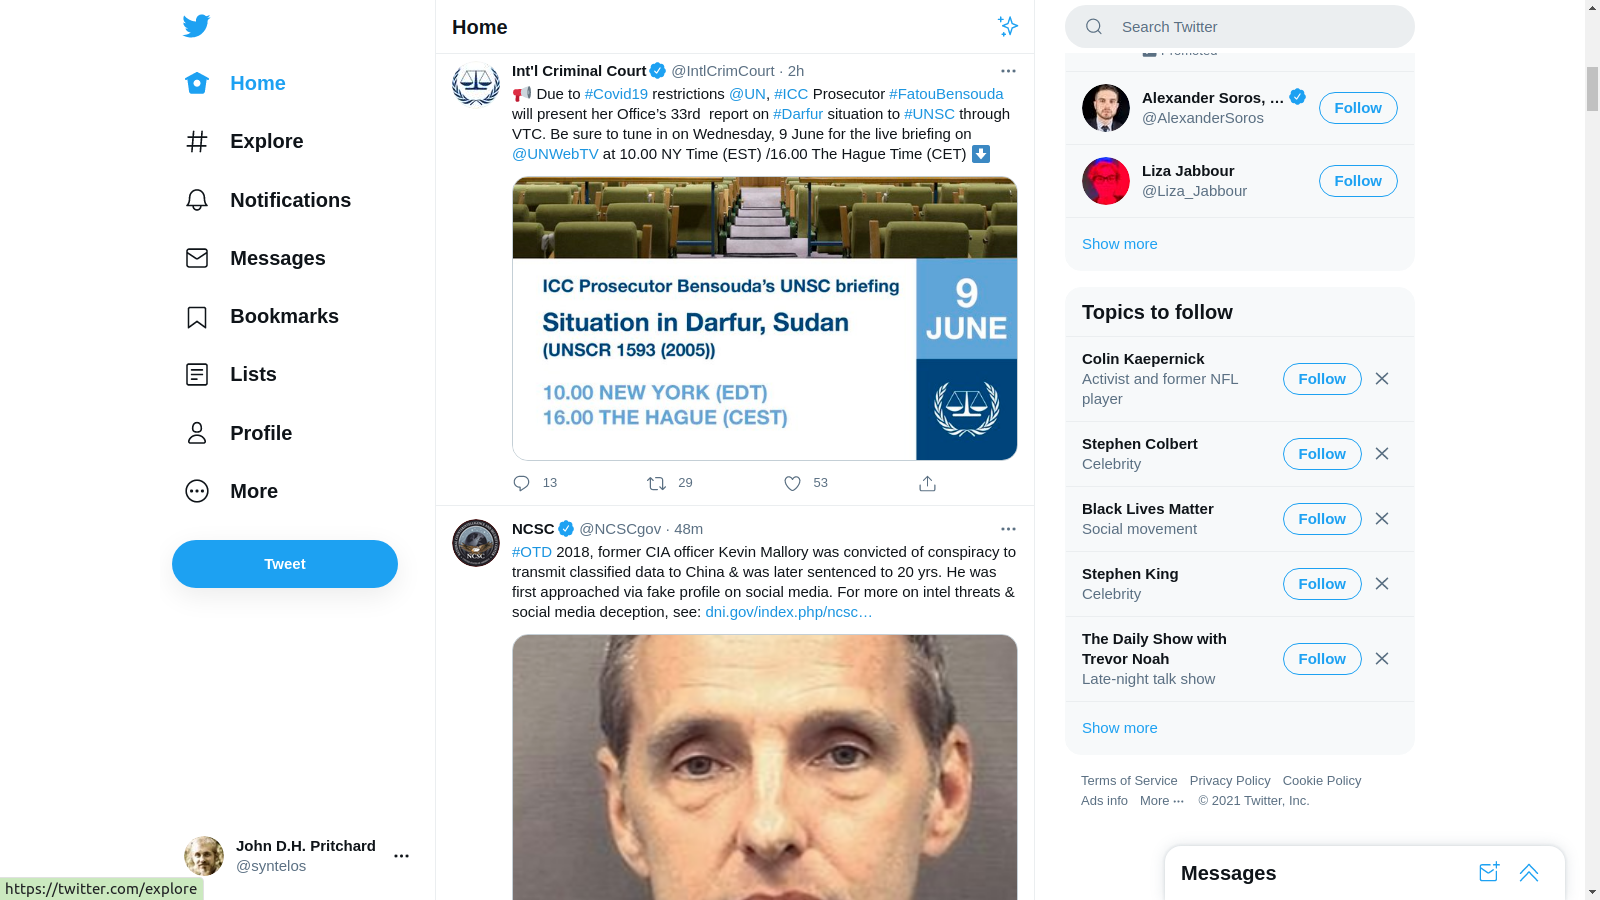 Home
Explore
Notifications
Messages
Bookmarks
Lists
Profile
More
Tweet
John D.H. Pritchard
@syntelos
https://twitter.com/explore
Home
Int'l Criminal Court @IntlCrimCourt · 2h
Due to #Covid19 restrictions @UN, #ICC Prosecutor #FatouBensouda
will present her Office's 33rd report on #Darfur situation to #UNSC through
VTC. Be sure to tune in on Wednesday, 9 June for the live briefing on
@UNWebTV at 10.00 NY Time (EST) /16.00 The Hague Time (CET)
ICC Prosecutor Bensouda's UNSC briefing
Situation in Darfur, Sudan
(UNSCR 1593 (2005))
10.00 NEW YORK (EDT)
16.00 THE HAGUE (CEST)
9
JUNE
13 29 53
NCSC @NCSCgov · 48m
#OTD 2018, former CIA officer Kevin Mallory was convicted of conspiracy to
transmit classified data to China & was later sentenced to 20 yrs. He was
first approached via fake profile on social media. For more on intel threats &
social media deception, see: dni.gov/index.php/ncsc…
NCSC
Search Twitter
Promoted
Alexander Soros, …
@AlexanderSoros
Follow
Liza Jabbour
@Liza_Jabbour
Follow
Show more
Topics to follow
Colin Kaepernick
Activist and former NFL
player
Follow
Stephen Colbert
Celebrity
Follow
Black Lives Matter
Social movement
Follow
Stephen King
Celebrity
Follow
The Daily Show with
Trevor Noah
Late-night talk show
Follow
Show more
Terms of Service Privacy Policy Cookie Policy
Ads info More ··· © 2021 Twitter, Inc.
Messages